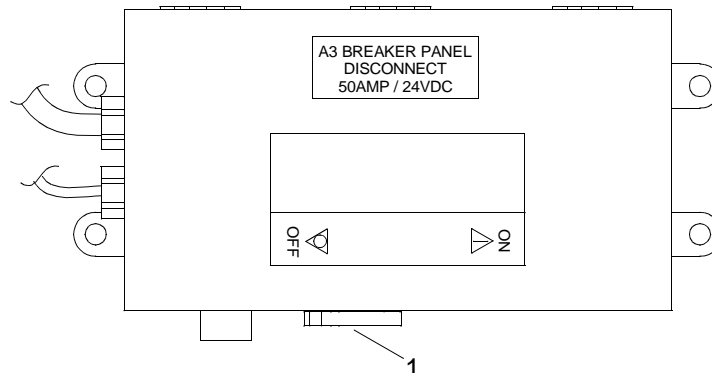 A3 BREAKER PANEL
DISCONNECT
50AMP / 24VDC
OFF
ON
1